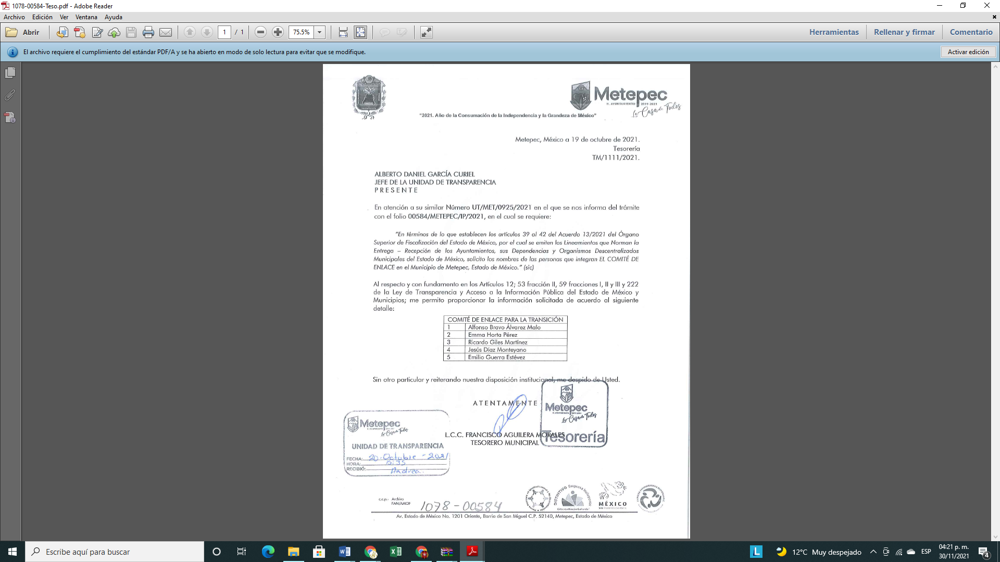 1078-00584-Teso.pdf - Adobe Reader
Archivo Edición Ver Ventana Ayuda
Abrir 1 / 1 75.5% Herramientas Rellenar y firmar Comentario
El archivo requiere el cumplimiento del estándar PDF/A y se ha abierto en modo de solo lectura para evitar que se modifique. Activar edición
Metepec
H. AYUNTAMIENTO 2019-2021
La Casa de Todos
"2021. Año de la Consumación de la Independencia y la Grandeza de México"
Metepec, México a 19 de octubre de 2021.
Tesorería
TM/1111/2021.
ALBERTO DANIEL GARCÍA CURIEL
JEFE DE LA UNIDAD DE TRANSPARENCIA
P R E S E N T E
En atención a su similar Número UT/MET/0925/2021 en el que se nos informa del trámite
con el folio 00584/METEPEC/IP/2021, en el cual se requiere:
"En términos de lo que establecen los artículos 39 al 42 del Acuerdo 13/2021 del Órgano
Superior de Fiscalización del Estado de México, por el cual se emiten los Lineamientos que Norman la
Entrega – Recepción de los Ayuntamientos, sus Dependencias y Organismos Descentralizados
Municipales del Estado de México, solicito los nombres de las personas que integran EL COMITÉ DE
ENLACE en el Municipio de Metepec, Estado de México." (sic)
Al respecto y con fundamento en los Artículos 12; 53 fracción II, 59 fracciones I, II y III y 222
de la Ley de Transparencia y Acceso a la Información Pública del Estado de México y
Municipios; me permito proporcionar la información solicitada de acuerdo al siguiente
detalle:
COMITÉ DE ENLACE PARA LA TRANSICIÓN
1 Alfonso Bravo Álvarez Malo
2 Emma Horta Pérez
3 Ricardo Giles Martínez
4 Jesús Díaz Monteyano
5 Emilio Guerra Estévez
Sin otro particular y reiterando nuestra disposición institucional, me despido de Usted.
A T E N T A M E N T E
L.C.C. FRANCISCO AGUILERA MORALES
TESORERO MUNICIPAL
Metepec
La Casa de Todos
Tesorería
Metepec
La Casa de Todos
UNIDAD DE TRANSPARENCIA
FECHA: 20-Octubre-2021
HORA: 15:35
RECIBIÓ: Andrea.
c.c.p.- Archivo
FAM/AMOF
1078-00584
DISTINTIVO Empresa Incluyente
Gilberto Rincón Gallardo
MÉXICO
Av. Estado de México No. 1201 Oriente, Barrio de San Miguel C.P. 52140, Metepec, Estado de México
Escribe aquí para buscar
12°C Muy despejado
ESP
04:21 p. m.
30/11/2021
4